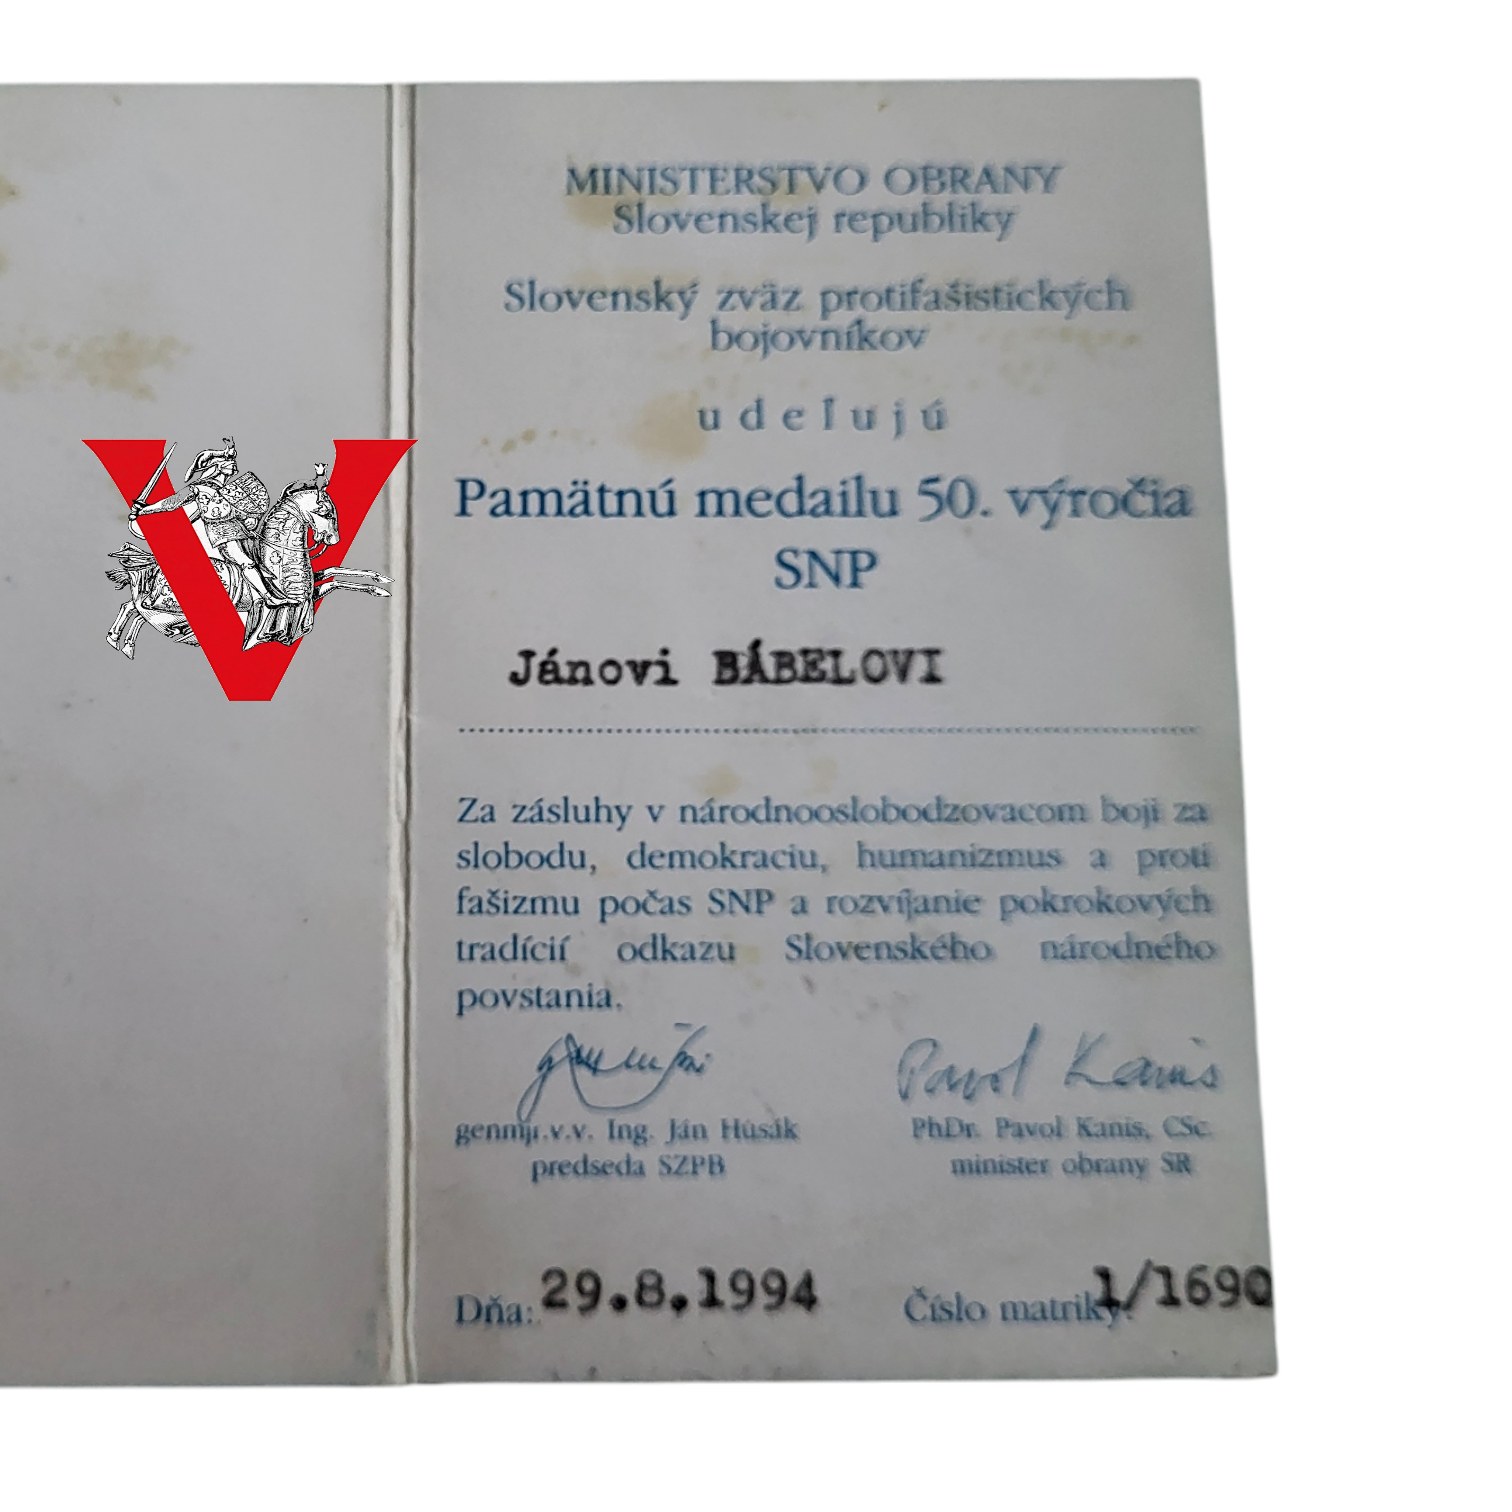 MINISTERSTVO OBRANY
Slovenskej republiky
Slovenský zväz protifašistických
bojovníkov
u d e ľ u j ú
Pamätnú medailu 50. výročia
SNP
Jánovi BÁBELOVI
Za zásluhy v národnooslobodzovacom boji za
slobodu, demokraciu, humanizmus a proti
fašizmu počas SNP a rozvíjanie pokrokových
tradícií odkazu Slovenského národného
povstania.
Pavol Kanis
genmjr.v.v. Ing. Ján Húsák PhDr. Pavol Kanis, CSc.
predseda SZPB minister obrany SR
Dňa: 29.8.1994 Číslo matriky: 1/1690
V